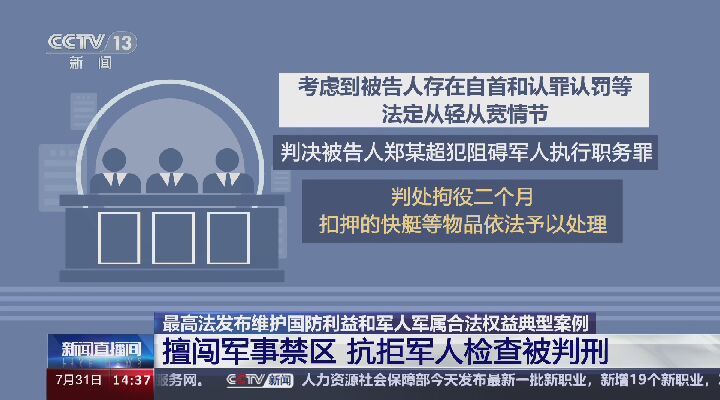 CCTV 13
新闻
考虑到被告人存在自首和认罪认罚等
法定从轻从宽情节
判决被告人郑某超犯阻碍军人执行职务罪
判处拘役二个月
扣押的快艇等物品依法予以处理
最高法发布维护国防利益和军人军属合法权益典型案例
新闻直播间
擅闯军事禁区 抗拒军人检查被判刑
7月31日 14:37 服务网。 CCTV 新闻 人力资源社会保障部今天发布最新一批新职业，新增19个新职业，